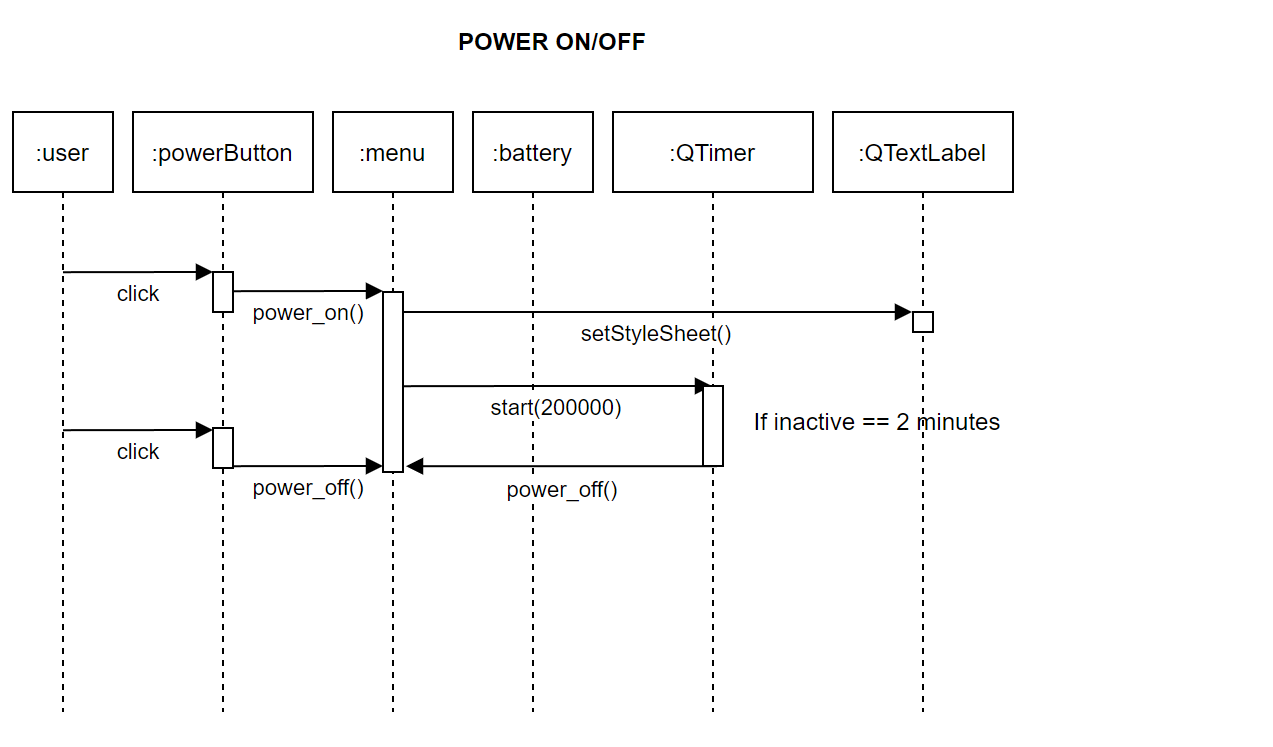 POWER ON/OFF
:user
:powerButton
:menu
:battery
:QTimer
:QTextLabel
click
power_on()
setStyleSheet()
start(200000)
If inactive == 2 minutes
click
power_off()
power_off()